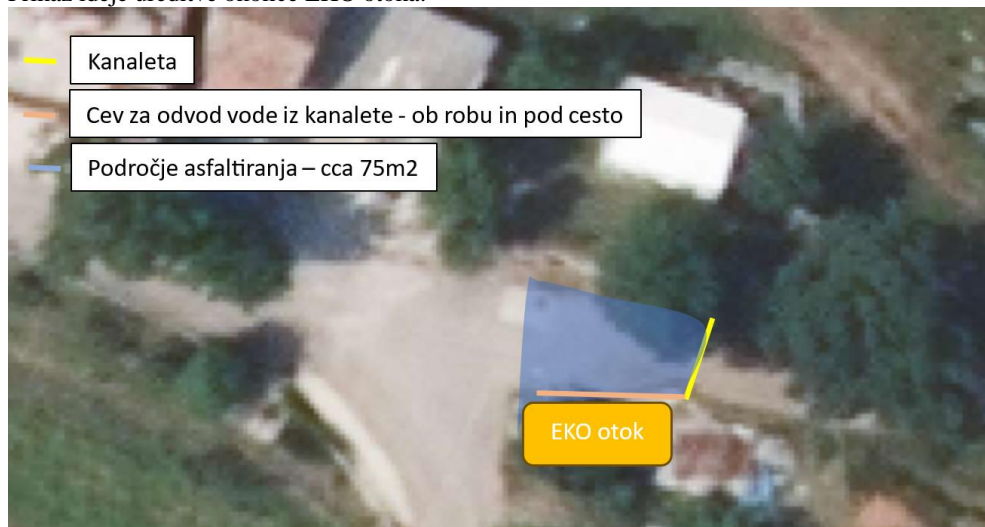 Kanaleta
Cev za odvod vode iz kanalete - ob robu in pod cesto
Področje asfaltiranja – cca 75m2
EKO otok